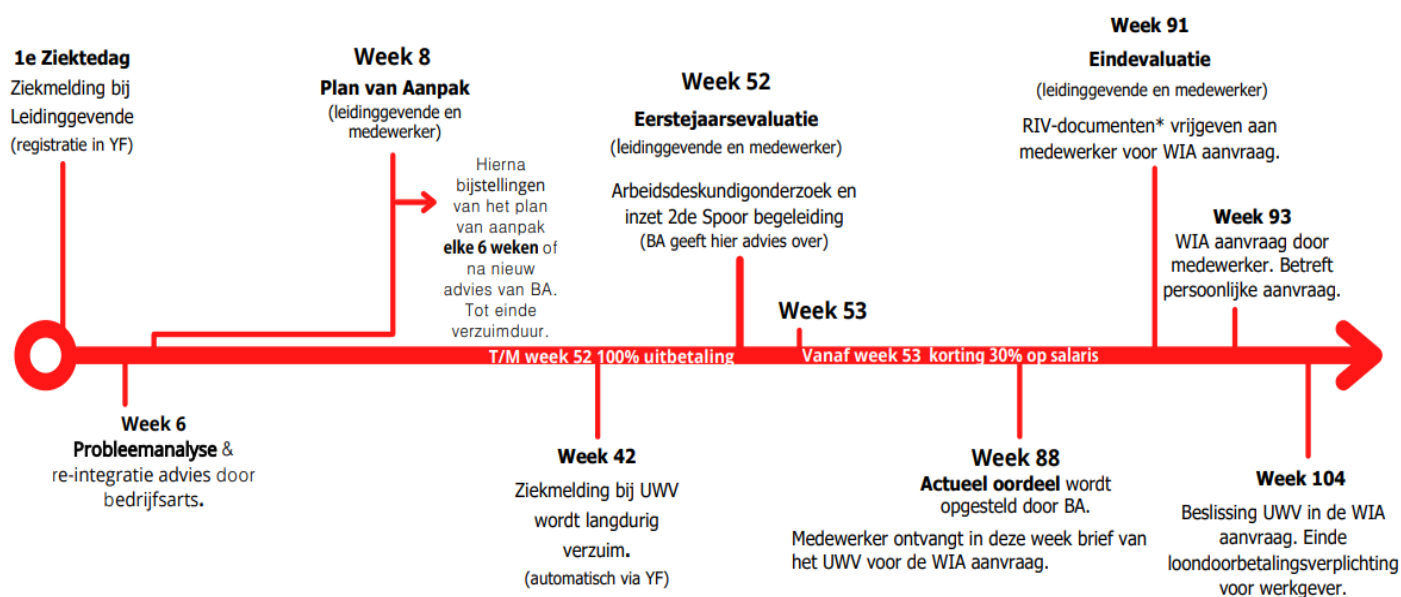 1e Ziektedag
Ziekmelding bij
Leidinggevende
(registratie in YF)
Week 8
Plan van Aanpak
(leidinggevende en
medewerker)
Hierna
bijstellingen
van het plan
van aanpak
elke 6 weken of
na nieuw
advies van BA.
Tot einde
verzuimduur.
Week 52
Eerstejaarsevaluatie
(leidinggevende en medewerker)
Arbeidsdeskundigonderzoek en
inzet 2de Spoor begeleiding
(BA geeft hier advies over)
Week 53
Week 91
Eindevaluatie
(leidinggevende en medewerker)
RIV-documenten* vrijgeven aan
medewerker voor WIA aanvraag.
Week 93
WIA aanvraag door
medewerker. Betreft
persoonlijke aanvraag.
T/M week 52 100% uitbetaling
Vanaf week 53 korting 30% op salaris
Week 6
Probleemanalyse &
re-integratie advies door
bedrijfsarts.
Week 42
Ziekmelding bij UWV
wordt langdurig
verzuim.
(automatisch via YF)
Week 88
Actueel oordeel wordt
opgesteld door BA.
Medewerker ontvangt in deze week brief van
het UWV voor de WIA aanvraag.
Week 104
Beslissing UWV in de WIA
aanvraag. Einde
loondoorbetalingsverplichting
voor werkgever.